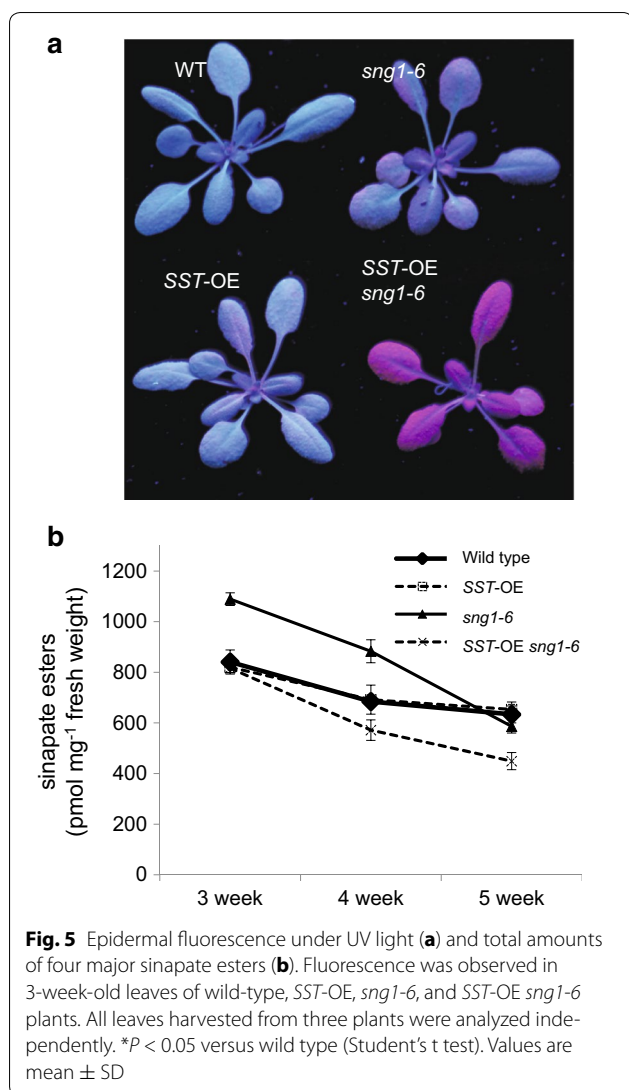 a
WT
sng1-6
SST-OE
SST-OE
sng1-6
b
Wild type
SST-OE
sng1-6
SST-OE sng1-6
sinapate esters
(pmol mg-1 fresh weight)
1200
1000
800
600
400
200
0
3 week
4 week
5 week
Fig. 5 Epidermal fluorescence under UV light (a) and total amounts
of four major sinapate esters (b). Fluorescence was observed in
3-week-old leaves of wild-type, SST-OE, sng1-6, and SST-OE sng1-6
plants. All leaves harvested from three plants were analyzed inde-
pendently. *P < 0.05 versus wild type (Student’s t test). Values are
mean ± SD